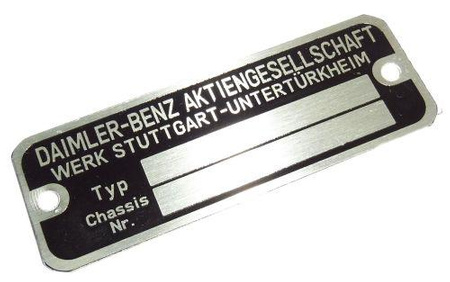 DAIMLER-BENZ AKTIENGESELLSCHAFT
WERK STUTTGART-UNTERTÜRKHEIM
Typ
Chassis
Nr.